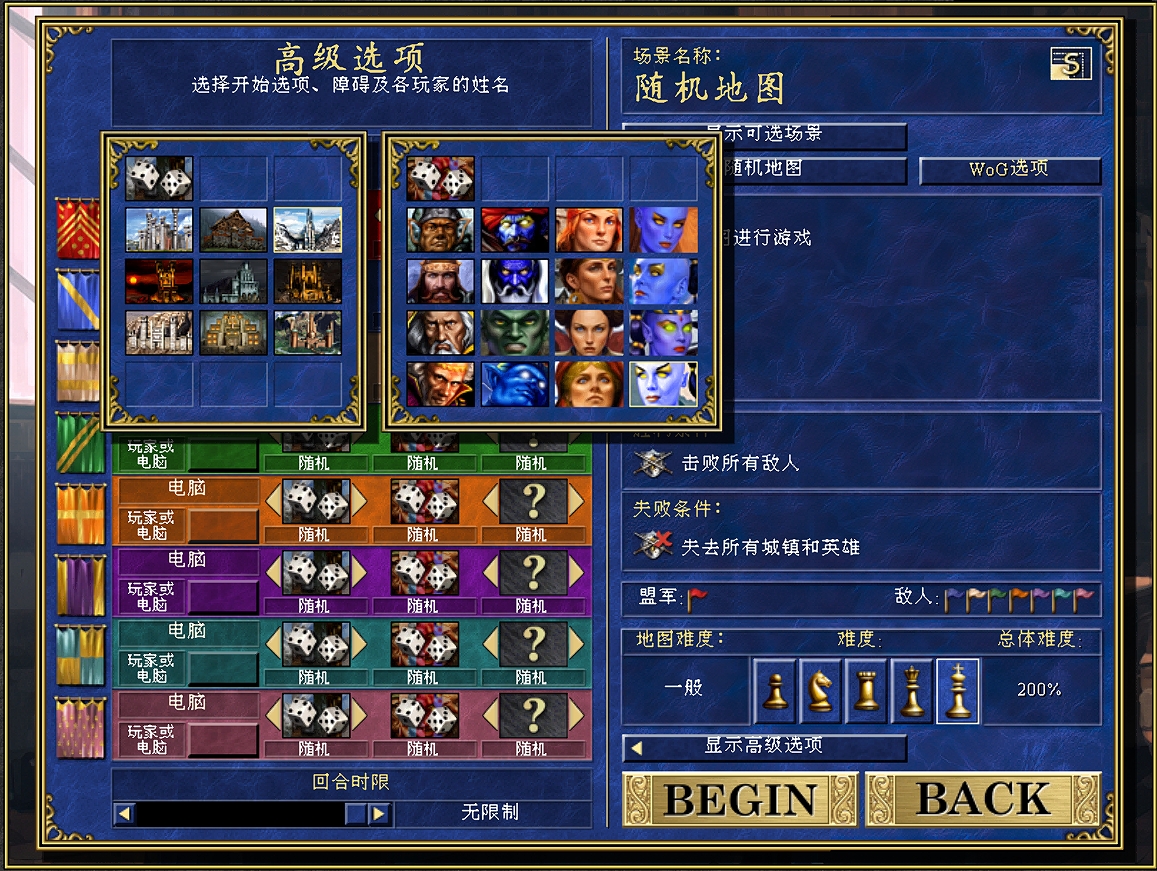 高级选项
选择开始选项、障碍及各玩家的姓名
玩家或
电脑
随机
随机
随机
电脑
玩家或
电脑
随机
随机
?
随机
电脑
玩家或
电脑
随机
随机
?
随机
电脑
玩家或
电脑
随机
随机
?
随机
电脑
玩家或
电脑
随机
随机
?
随机
回合时限
无限制
场景名称:
随机地图
S
显示可选场景
随机地图
WoG选项
进行游戏
击败所有敌人
失败条件:
失去所有城镇和英雄
盟军:
敌人:
地图难度:
难度:
总体难度:
一般
200%
显示高级选项
BEGIN
BACK